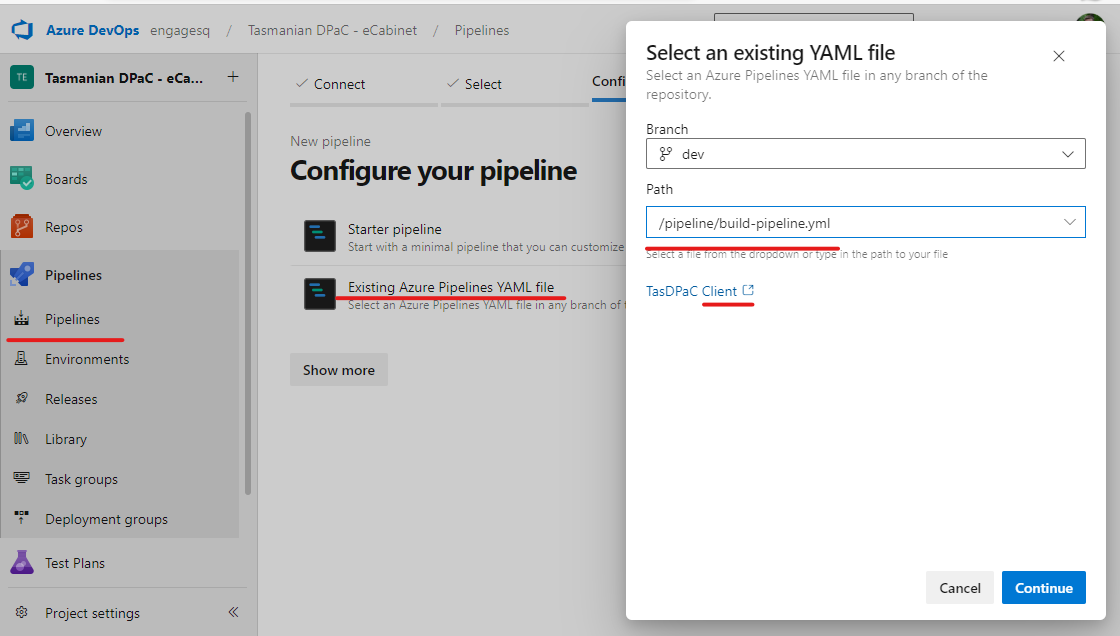 Azure DevOps engagesq / Tasmanian DPaC - eCabinet / Pipelines
TE Tasmanian DPaC - eCa... +
Overview
Boards
Repos
Pipelines
Pipelines
Environments
Releases
Library
Task groups
Deployment groups
Test Plans
Project settings
Connect
Select
Confi
New pipeline
Configure your pipeline
Starter pipeline
Start with a minimal pipeline that you can customize
Existing Azure Pipelines YAML file
Select an Azure Pipelines YAML file in any branch of t
Show more
Select an existing YAML file
Select an Azure Pipelines YAML file in any branch of the
repository.
Branch
dev
Path
/pipeline/build-pipeline.yml
Select a file from the dropdown or type in the path to your file
TasDPaC Client
Cancel
Continue